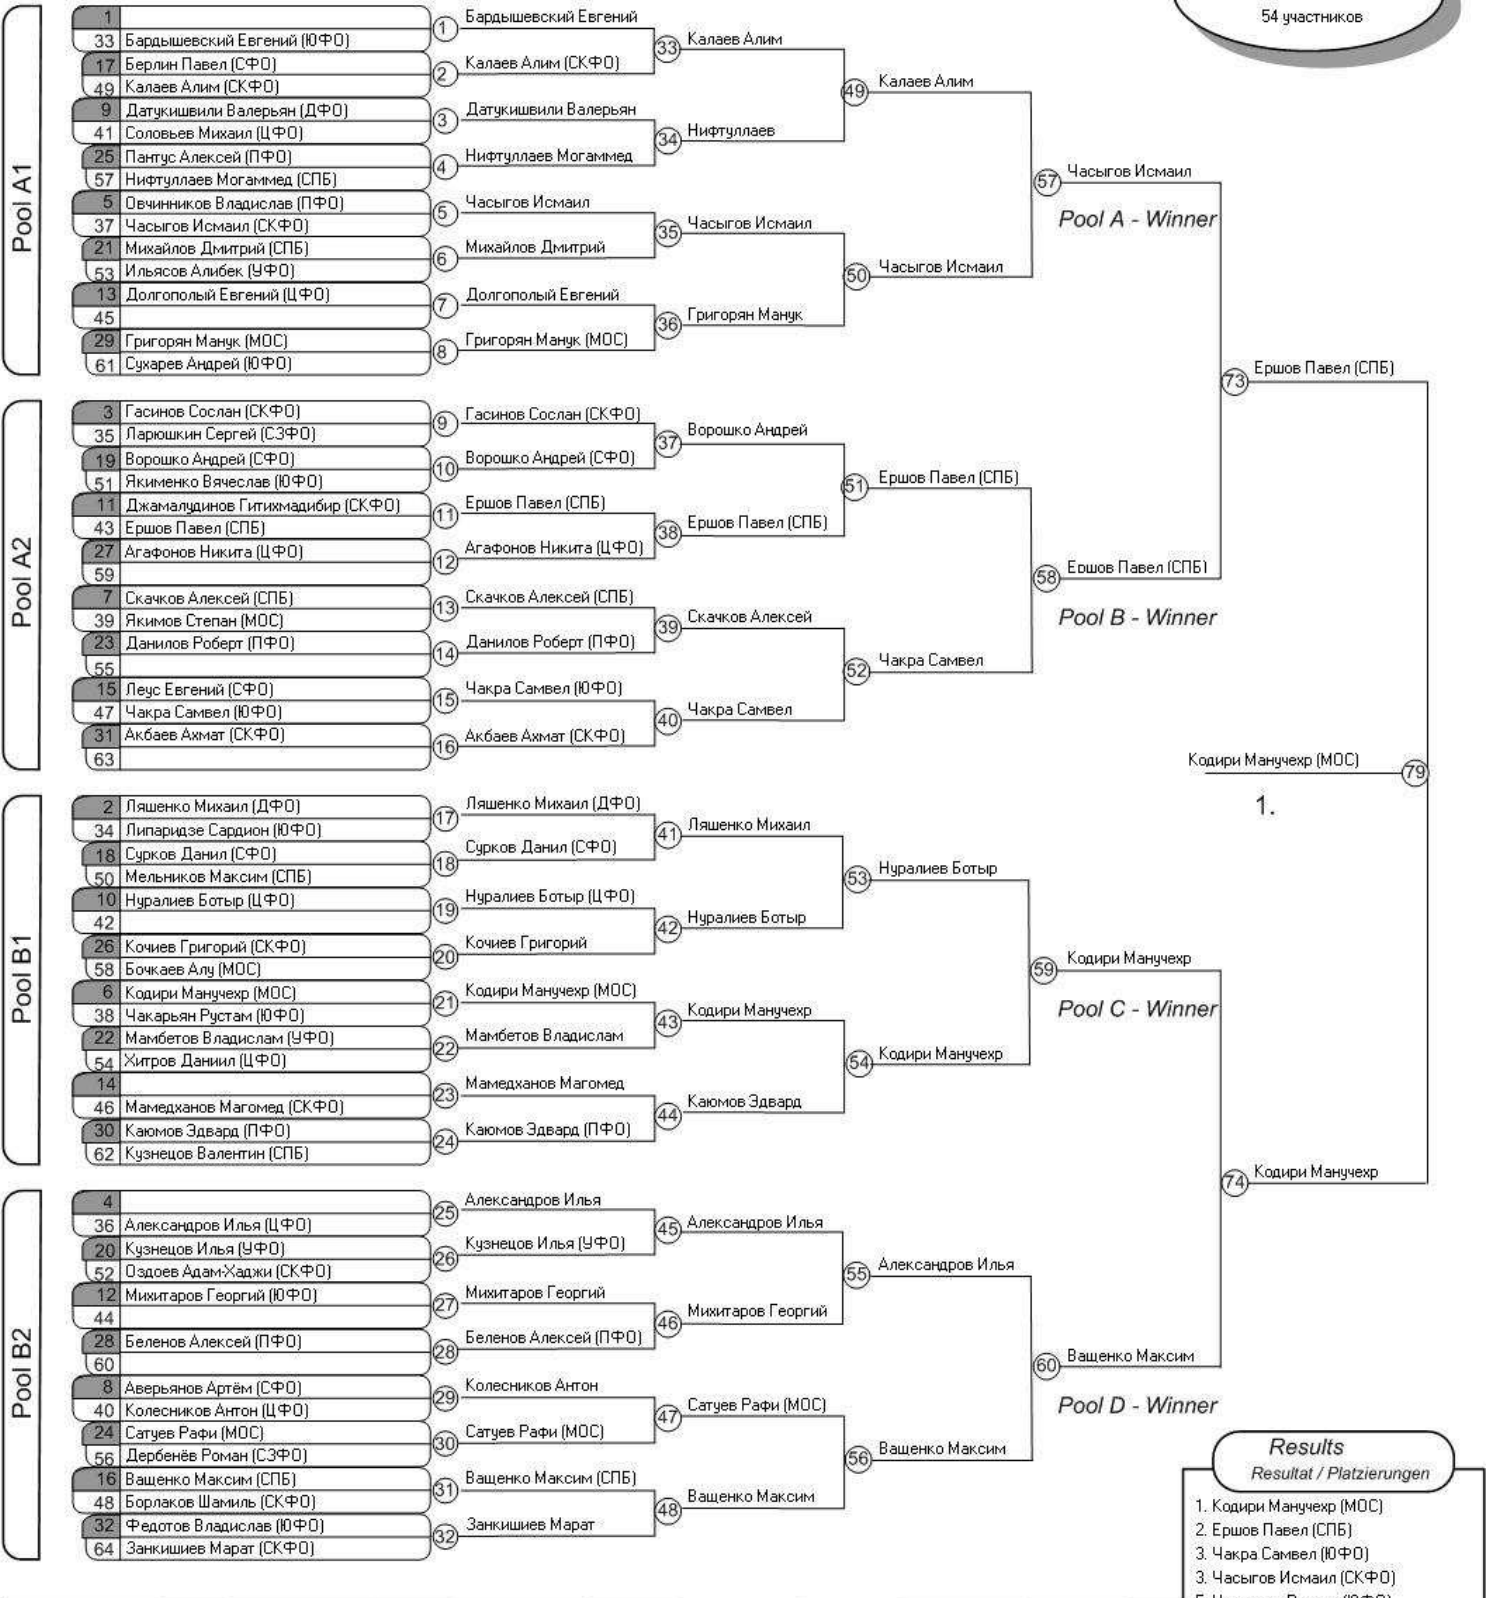 54 участников
Pool A1
1
33 Бардышевский Евгений (ЮФО)
17 Берлин Павел (СФО)
49 Калаев Алим (СКФО)
9 Датукишвили Валерьян (ДФО)
41 Соловьев Михаил (ЦФО)
25 Пантус Алексей (ПФО)
57 Нифтуллаев Могаммед (СПБ)
5 Овчинников Владислав (ПФО)
37 Часыгов Исмаил (СКФО)
21 Михайлов Дмитрий (СПБ)
53 Ильясов Алибек (УФО)
13 Долгополый Евгений (ЦФО)
45
29 Григорян Манук (МОС)
61 Сухарев Андрей (ЮФО)
1 Бардышевский Евгений
2 Калаев Алим (СКФО)
3 Датукишвили Валерьян
4 Нифтуллаев Могаммед
5 Часыгов Исмаил
6 Михайлов Дмитрий
7 Долгополый Евгений
8 Григорян Манук (МОС)
33 Калаев Алим
34 Нифтуллаев
35 Часыгов Исмаил
36 Григорян Манук
49 Калаев Алим
50 Часыгов Исмаил
57 Часыгов Исмаил
Pool A - Winner
Pool A2
3 Гасинов Сослан (СКФО)
35 Ларюшкин Сергей (СЗФО)
19 Ворошко Андрей (СФО)
51 Якименко Вячеслав (ЮФО)
11 Джамалудинов Гитихмадибир (СКФО)
43 Ершов Павел (СПБ)
27 Агафонов Никита (ЦФО)
59
7 Скачков Алексей (СПБ)
39 Якимов Степан (МОС)
23 Данилов Роберт (ПФО)
55
15 Леус Евгений (СФО)
47 Чакра Самвел (ЮФО)
31 Акбаев Ахмат (СКФО)
63
9 Гасинов Сослан (СКФО)
10 Ворошко Андрей (СФО)
11 Ершов Павел (СПБ)
12 Агафонов Никита (ЦФО)
13 Скачков Алексей (СПБ)
14 Данилов Роберт (ПФО)
15 Чакра Самвел (ЮФО)
16 Акбаев Ахмат (СКФО)
37 Ворошко Андрей
38 Ершов Павел (СПБ)
39 Скачков Алексей
40 Чакра Самвел
51 Ершов Павел (СПБ)
52 Чакра Самвел
58 Ершов Павел (СПБ)
Pool B - Winner
73 Ершов Павел (СПБ)
Кодири Манучехр (МОС) 79
1.
Pool B1
2 Ляшенко Михаил (ДФО)
34 Липаридзе Сардион (ЮФО)
18 Сурков Данил (СФО)
50 Мельников Максим (СПБ)
10 Нуралиев Ботыр (ЦФО)
42
26 Кочиев Григорий (СКФО)
58 Бочкаев Алу (МОС)
6 Кодири Манучехр (МОС)
38 Чакарьян Рустам (ЮФО)
22 Мамбетов Владислам (УФО)
54 Хитров Даниил (ЦФО)
14
46 Мамедханов Магомед (СКФО)
30 Каюмов Эдвард (ПФО)
62 Кузнецов Валентин (СПБ)
17 Ляшенко Михаил (ДФО)
18 Сурков Данил (СФО)
19 Нуралиев Ботыр (ЦФО)
20 Кочиев Григорий
21 Кодири Манучехр (МОС)
22 Мамбетов Владислам
23 Мамедханов Магомед
24 Каюмов Эдвард (ПФО)
41 Ляшенко Михаил
42 Нуралиев Ботыр
43 Кодири Манучехр
44 Каюмов Эдвард
53 Нуралиев Ботыр
54 Кодири Манучехр
59 Кодири Манучехр
Pool C - Winner
Pool B2
4
36 Александров Илья (ЦФО)
20 Кузнецов Илья (УФО)
52 Оздоев Адам-Хаджи (СКФО)
12 Михитаров Георгий (ЮФО)
44
28 Беленов Алексей (ПФО)
60
8 Аверьянов Артём (СФО)
40 Колесников Антон (ЦФО)
24 Сатуев Рафи (МОС)
56 Дербенёв Роман (СЗФО)
16 Ващенко Максим (СПБ)
48 Борлаков Шамиль (СКФО)
32 Федотов Владислав (ЮФО)
64 Занкишиев Марат (СКФО)
25 Александров Илья
26 Кузнецов Илья (УФО)
27 Михитаров Георгий
28 Беленов Алексей (ПФО)
29 Колесников Антон
30 Сатуев Рафи (МОС)
31 Ващенко Максим (СПБ)
32 Занкишиев Марат
45 Александров Илья
46 Михитаров Георгий
47 Сатуев Рафи (МОС)
48 Ващенко Максим
55 Александров Илья
56 Ващенко Максим
60 Ващенко Максим
Pool D - Winner
74 Кодири Манучехр
Results
Resultat / Platzierungen
1. Кодири Манучехр (МОС)
2. Ершов Павел (СПБ)
3. Чакра Самвел (ЮФО)
3. Часыгов Исмаил (СКФО)